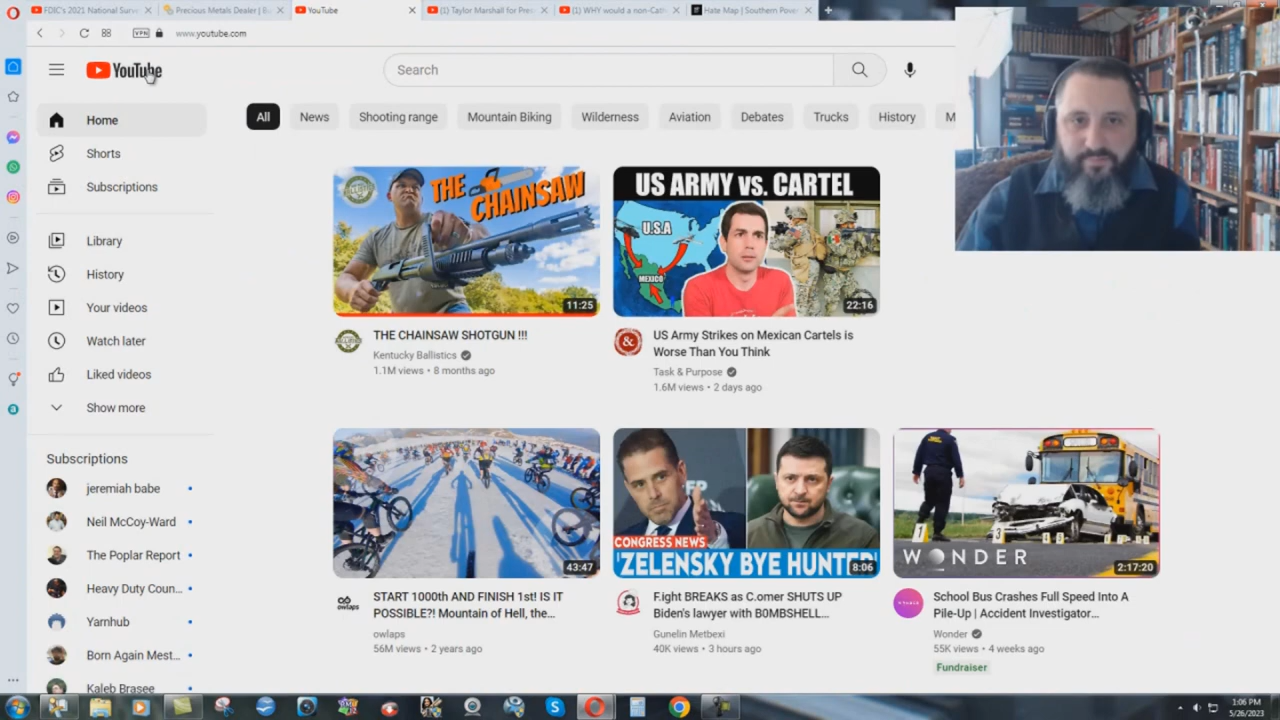 FDIC's 2021 National Surve
Precious Metals Dealer | Bu
YouTube
(1) Taylor Marshall for Pres
(1) WHY would a non-Cath
Hate Map | Southern Pover
VPN
www.youtube.com
YouTube
Search
Home
Shorts
Subscriptions
Library
History
Your videos
Watch later
Liked videos
Show more
Subscriptions
jeremiah babe
Neil McCoy-Ward
The Poplar Report
Heavy Duty Coun...
Yarnhub
Born Again Mest...
Kaleb Brasee
All
News
Shooting range
Mountain Biking
Wilderness
Aviation
Debates
Trucks
History
M
THE
CHAINSAW
11:25
THE CHAINSAW SHOTGUN !!!
Kentucky Ballistics
1.1M views • 8 months ago
US ARMY vs. CARTEL
U.S.A
MEXICO
22:16
US Army Strikes on Mexican Cartels is
Worse Than You Think
Task & Purpose
1.6M views • 2 days ago
43:47
START 1000th AND FINISH 1st! IS IT
POSSIBLE?! Mountain of Hell, the...
owlaps
owlaps
56M views • 2 years ago
CONGRESS NEWS
'ZELENSKY BYE HUNTER'
8:06
F.ight BREAKS as C.omer SHUTS UP
Biden's lawyer with B0MBSHELL...
Gunelin Metbexi
40K views • 3 hours ago
WONDER
2:17:20
School Bus Crashes Full Speed Into A
Pile-Up | Accident Investigator...
Wonder
55K views • 4 weeks ago
Fundraiser
1:06 PM
5/26/2023